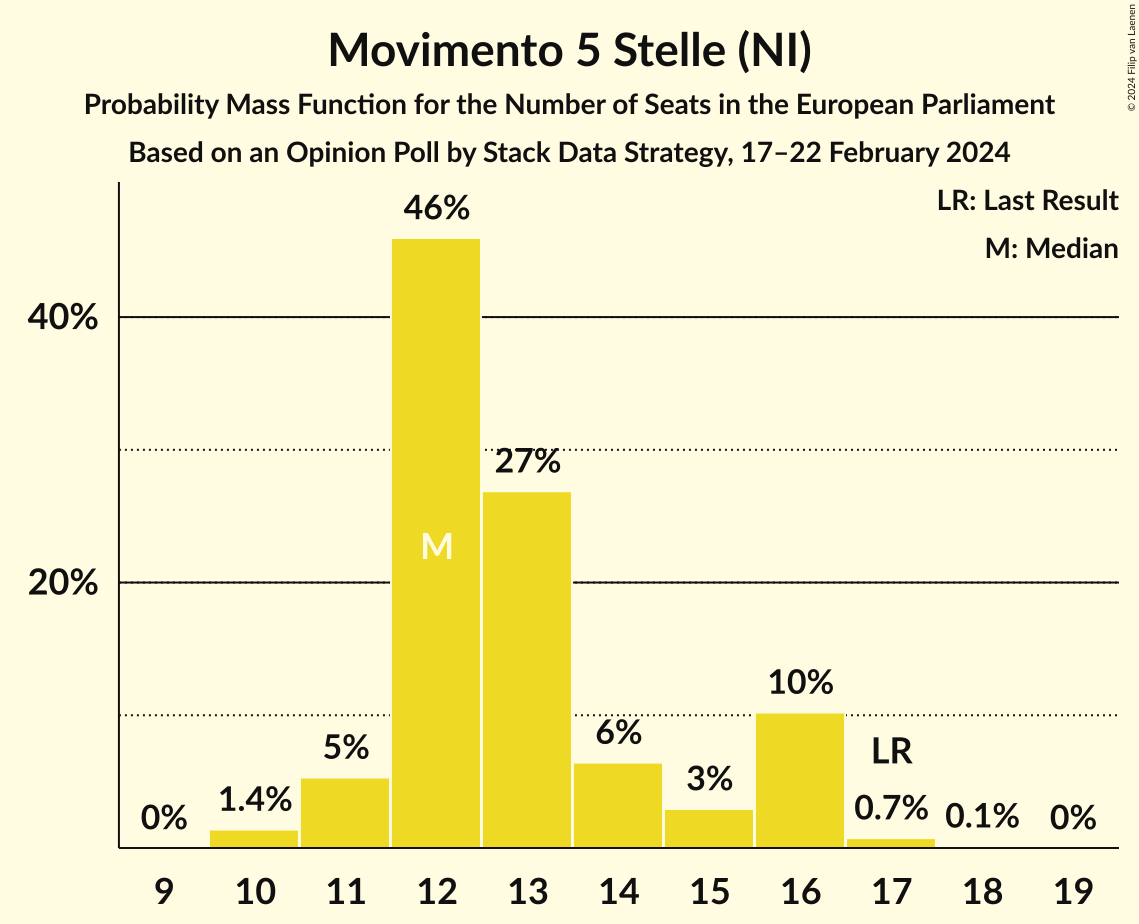 Movimento 5 Stelle (NI)
Probability Mass Function for the Number of Seats in the European Parliament
Based on an Opinion Poll by Stack Data Strategy, 17–22 February 2024
© 2024 Filip van Laenen
LR: Last Result
M: Median
40%
20%
0%
1.4%
5%
46%
M
27%
6%
3%
10%
LR
0.7%
0.1%
0%
9 10 11 12 13 14 15 16 17 18 19